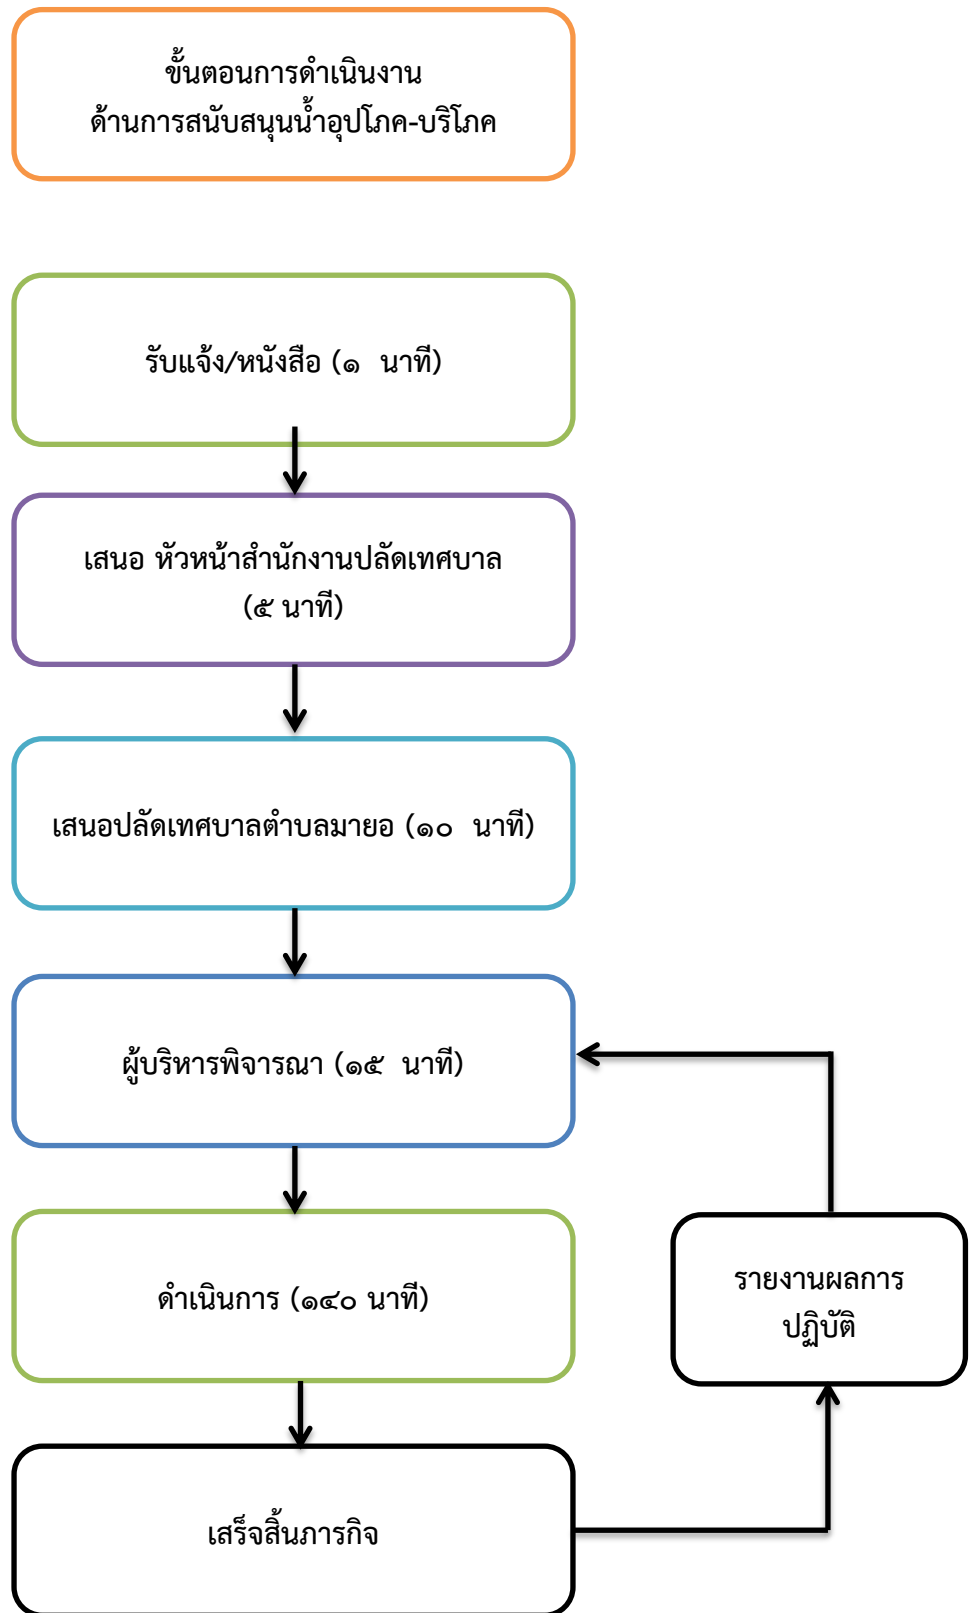 ขั้นตอนการดำเนินงาน
ด้านการสนับสนุนน้ำอุปโภค-บริโภค
รับแจ้ง/หนังสือ (๑  นาที)
เสนอ หัวหน้าสำนักงานปลัดเทศบาล
(๕ นาที)
เสนอปลัดเทศบาลตำบลมายอ (๑๐  นาที)
ผู้บริหารพิจารณา (๑๕  นาที)
ดำเนินการ (๑๔๐ นาที)
รายงานผลการ
ปฏิบัติ
เสร็จสิ้นภารกิจ